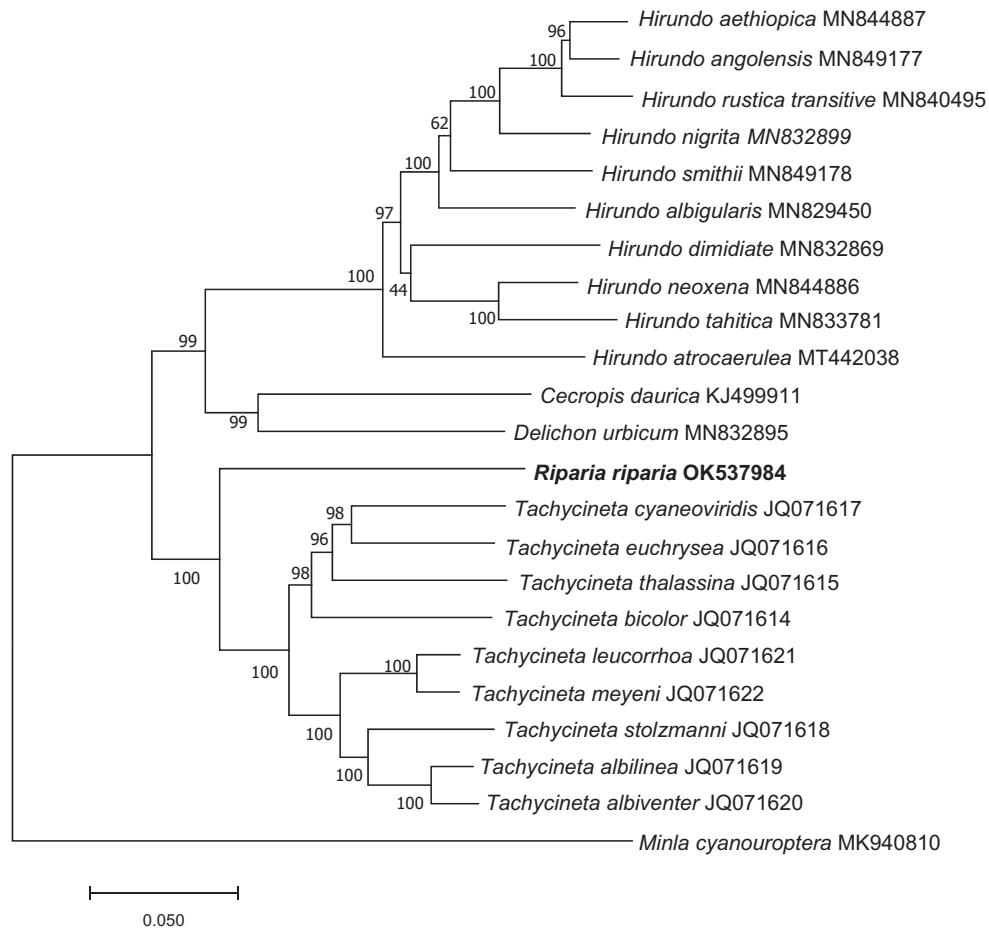 Hirundo aethiopica MN844887
96
Hirundo angolensis MN849177
100
Hirundo rustica transitive MN840495
100
Hirundo nigrita MN832899
62
Hirundo smithii MN849178
100
Hirundo albigularis MN829450
97
Hirundo dimidiate MN832869
100
44
Hirundo neoxena MN844886
100
Hirundo tahitica MN833781
99
Hirundo atrocaerulea MT442038
Cecropis daurica KJ499911
99
Delichon urbicum MN832895
Riparia riparia OK537984
98
Tachycineta cyaneoviridis JQ071617
96
Tachycineta euchrysea JQ071616
98
Tachycineta thalassina JQ071615
100
Tachycineta bicolor JQ071614
Tachycineta leucorrhoa JQ071621
100
100
Tachycineta meyeni JQ071622
100
Tachycineta stolzmanni JQ071618
100
Tachycineta albilinea JQ071619
100
Tachycineta albiventer JQ071620
Minla cyanouroptera MK940810
0.050